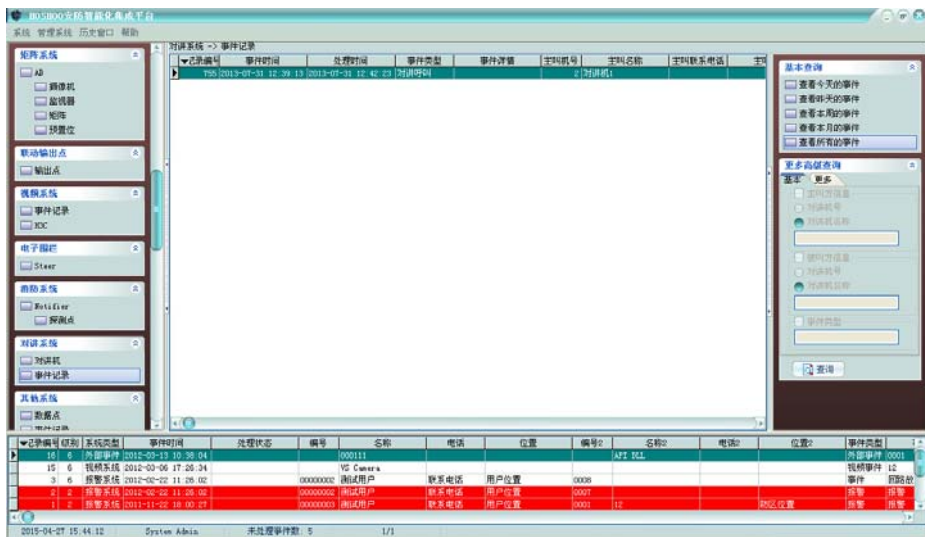 HOSHOO安防智能化集成平台
系统 管理系统 历史窗口 帮助
矩阵系统
AD
摄像机
监视器
矩阵
预置位
联动输出点
输出点
视频系统
事件记录
电子围栏
Steer
消防系统
Notifier
探测点
对讲系统
对讲机
事件记录
其他系统
数据点
对讲系统 -> 事件记录
记录编号 事件时间 处理时间 事件类型 事件详情 主叫机号 主叫名称 主叫联系电话
755 2013-07-31 12:39:13 2013-07-31 12:42:23 对讲呼叫 2 对讲机1
基本查询
查看今天的事件
查看昨天的事件
查看本周的事件
查看本月的事件
查看所有的事件
更多高级查询
基本 更多
主叫方信息
对讲机号
对讲机名称
被叫方信息
对讲机号
对讲机名称
事件类型
查询
记录编号 级别 系统类型 事件时间 处理状态 编号 名称 电话 位置 编号2 名称2 电话2 位置2 事件类型
16 6 外部事件 2012-03-13 10:38:04 000111 API DLL 外部事件 0001
15 6 视频系统 2012-03-06 17:26:34 VS Camera 视频事件 12
3 6 报警系统 2012-02-22 11:26:02 00000002 测试用户 联系电话 用户位置 0008 事件 回路故
2 2 报警系统 2012-02-22 11:26:02 00000002 测试用户 联系电话 用户位置 0007 报警 报警
1 2 报警系统 2011-11-22 18:00:27 00000003 测试用户 联系电话 用户位置 0001 12 防区位置 报警 报警
2015-04-27 15:44:12 System Admin 未处理事件数: 5 1/1